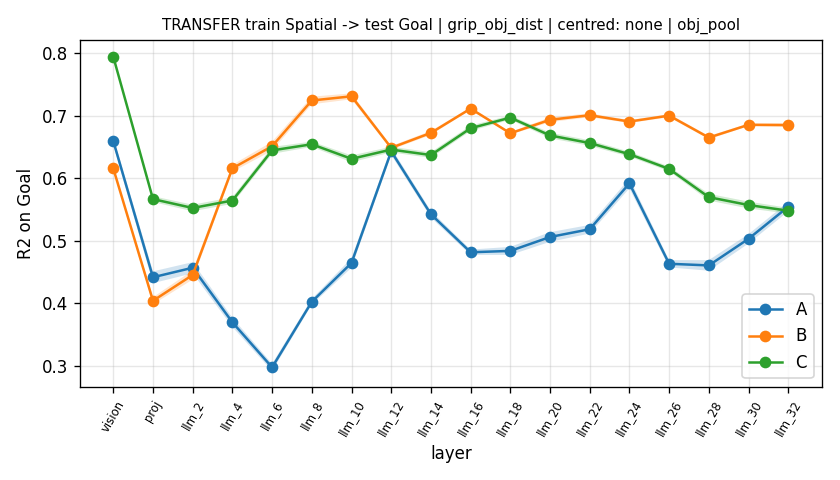 TRANSFER train Spatial -> test Goal | grip_obj_dist | centred: none | obj_pool
0.8
0.7
0.6
0.5
0.4
0.3
R2 on Goal
A
B
C
vision
proj
llm_2
llm_4
llm_6
llm_8
llm_10
llm_12
llm_14
llm_16
llm_18
llm_20
llm_22
llm_24
llm_26
llm_28
llm_30
llm_32
layer